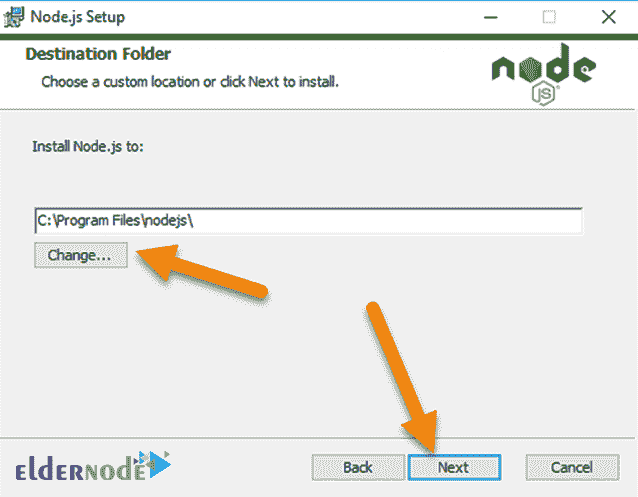 Node.js Setup
Destination Folder
Choose a custom location or click Next to install.
node
JS
Install Node.js to:
C:\Program Files\nodejs\
Change...
eldernode
Back
Next
Cancel